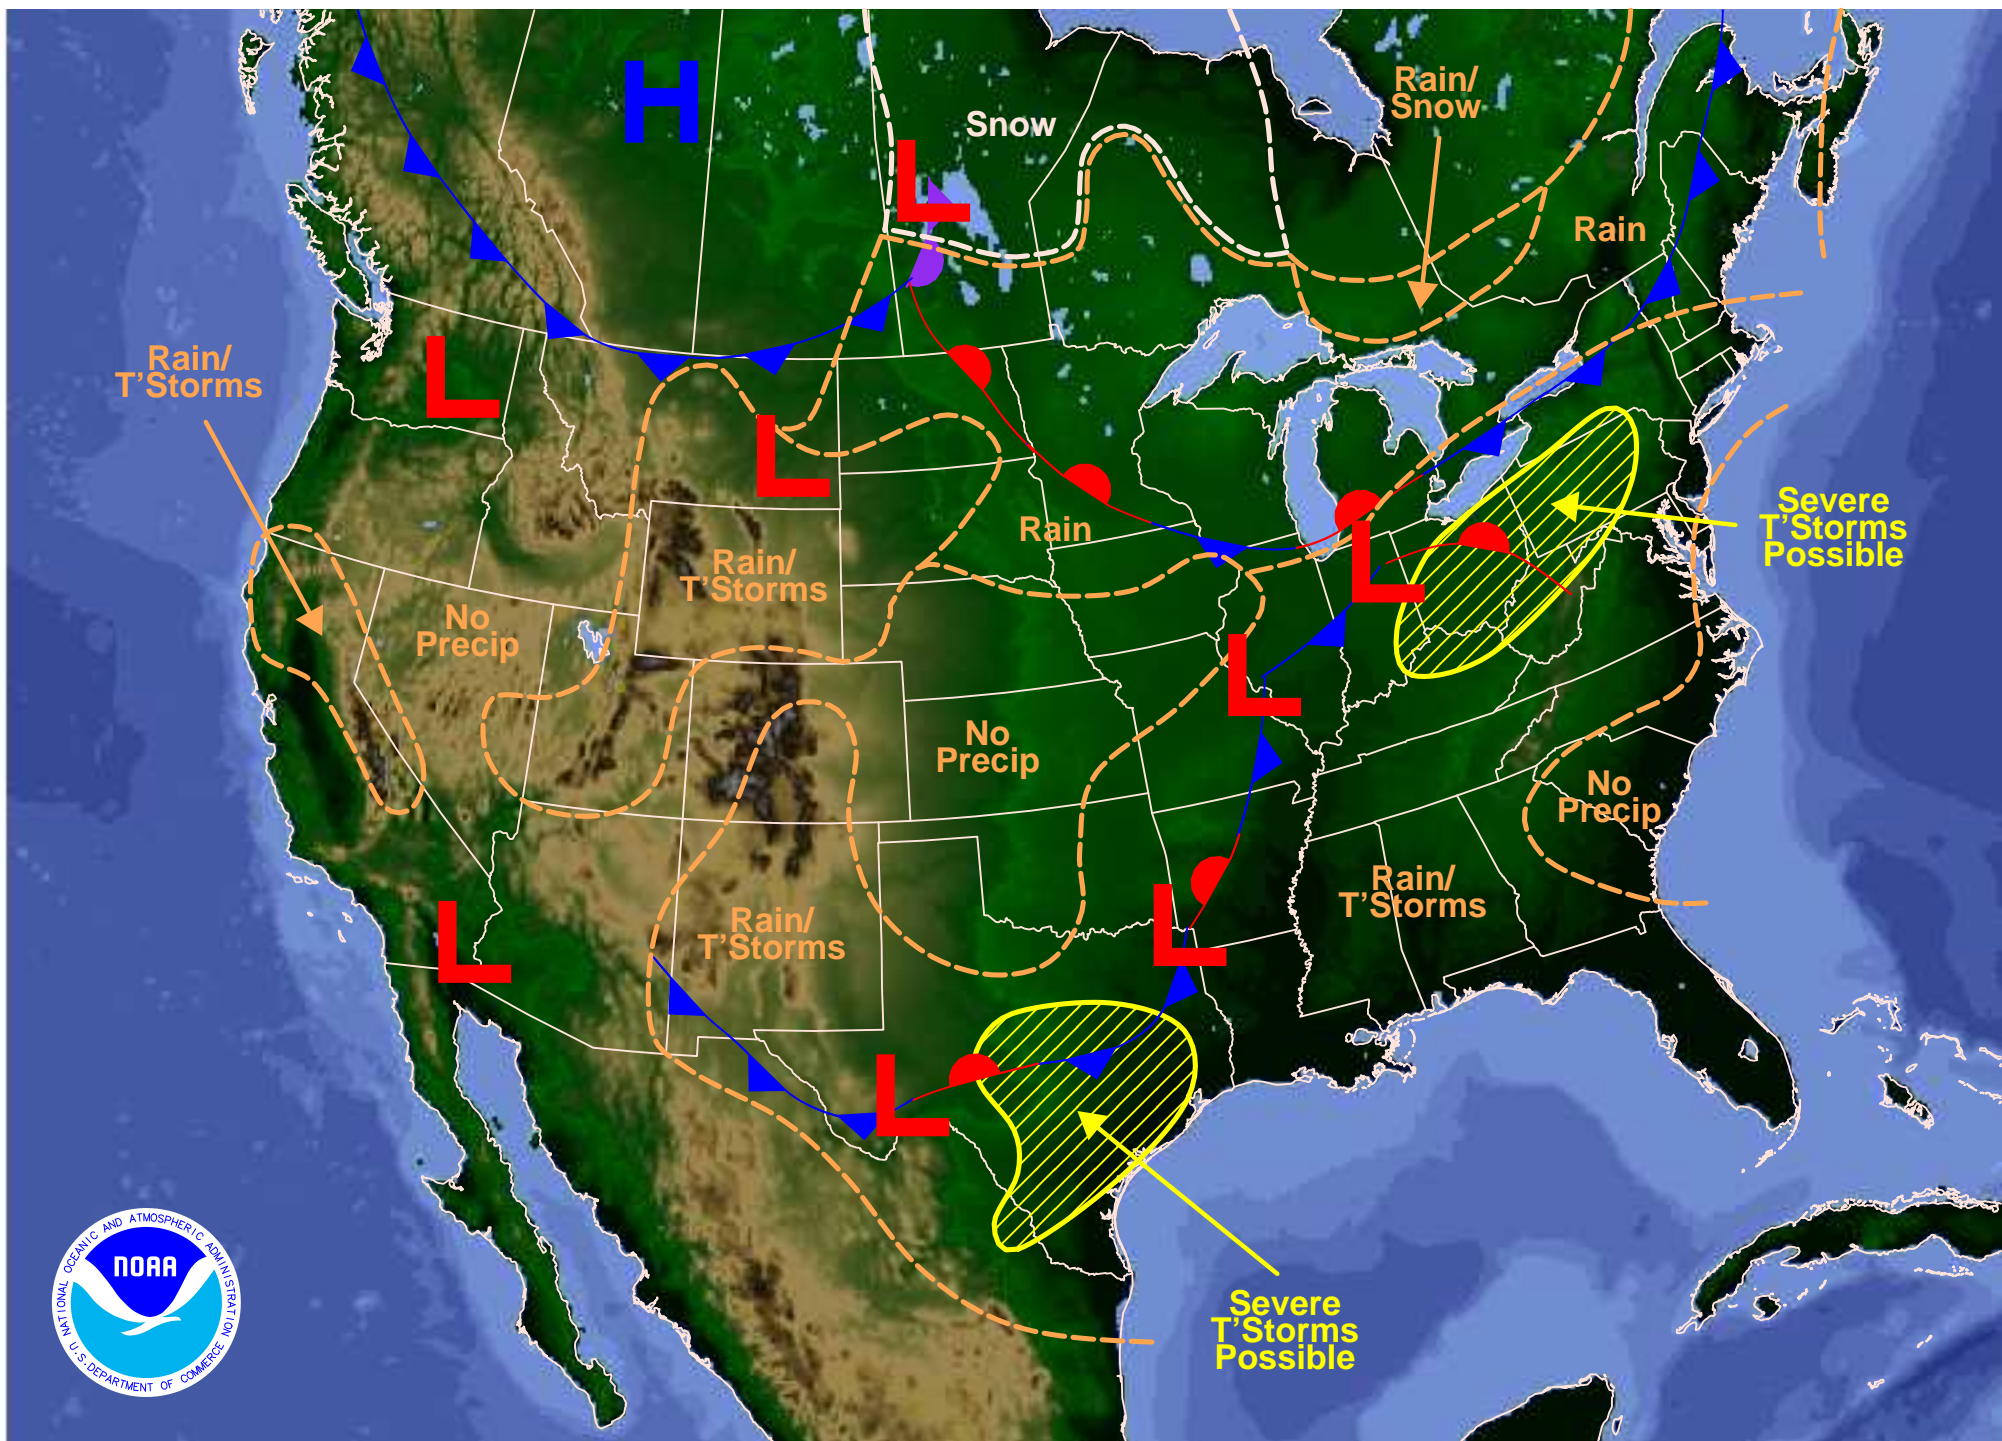 H
Rain/
Snow
Snow
L
Rain
L
Rain/
T'Storms
L
Severe
T'Storms
Possible
Rain
L
Rain/
T'Storms
No
Precip
L
No
Precip
No
Precip
Rain/
T'Storms
L
Rain/
T'Storms
L
L
Severe
T'Storms
Possible
NATIONAL OCEANIC AND ATMOSPHERIC ADMINISTRATION
NOAA
U.S. DEPARTMENT OF COMMERCE